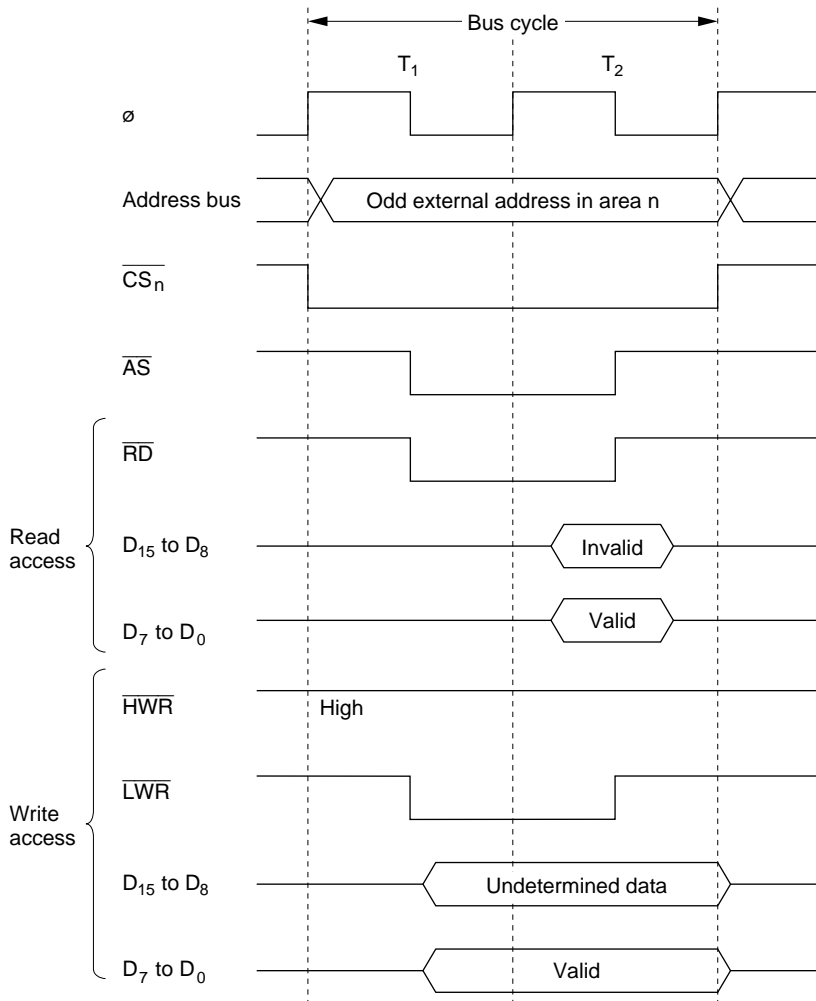 Bus cycle
T1 T2
ø
Address bus Odd external address in area n
CSn
AS
RD
Read access
D15 to D8 Invalid
D7 to D0 Valid
HWR High
LWR
Write access
D15 to D8 Undetermined data
D7 to D0 Valid